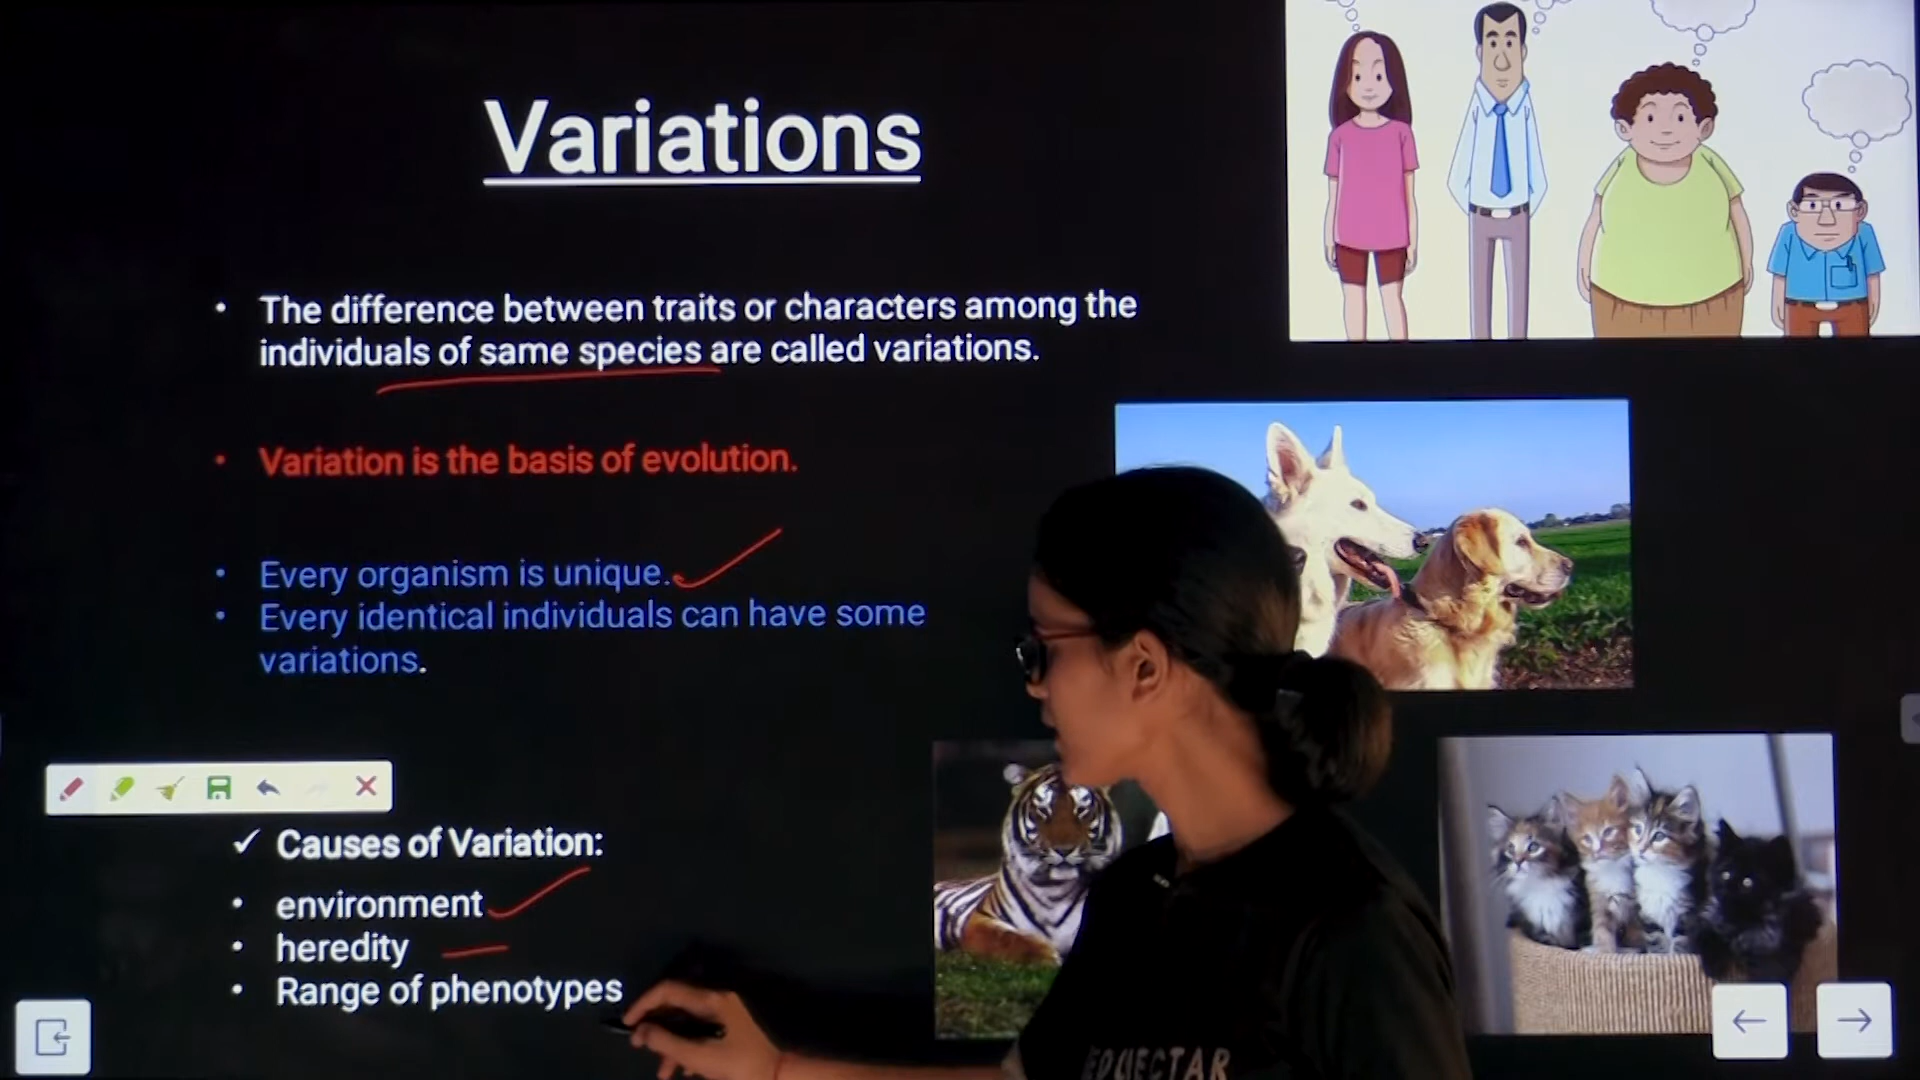 Variations
• The difference between traits or characters among the
individuals of same species are called variations.
• Variation is the basis of evolution.
• Every organism is unique.
• Every identical individuals can have some
variations.
✓ Causes of Variation:
• environment
• heredity
• Range of phenotypes